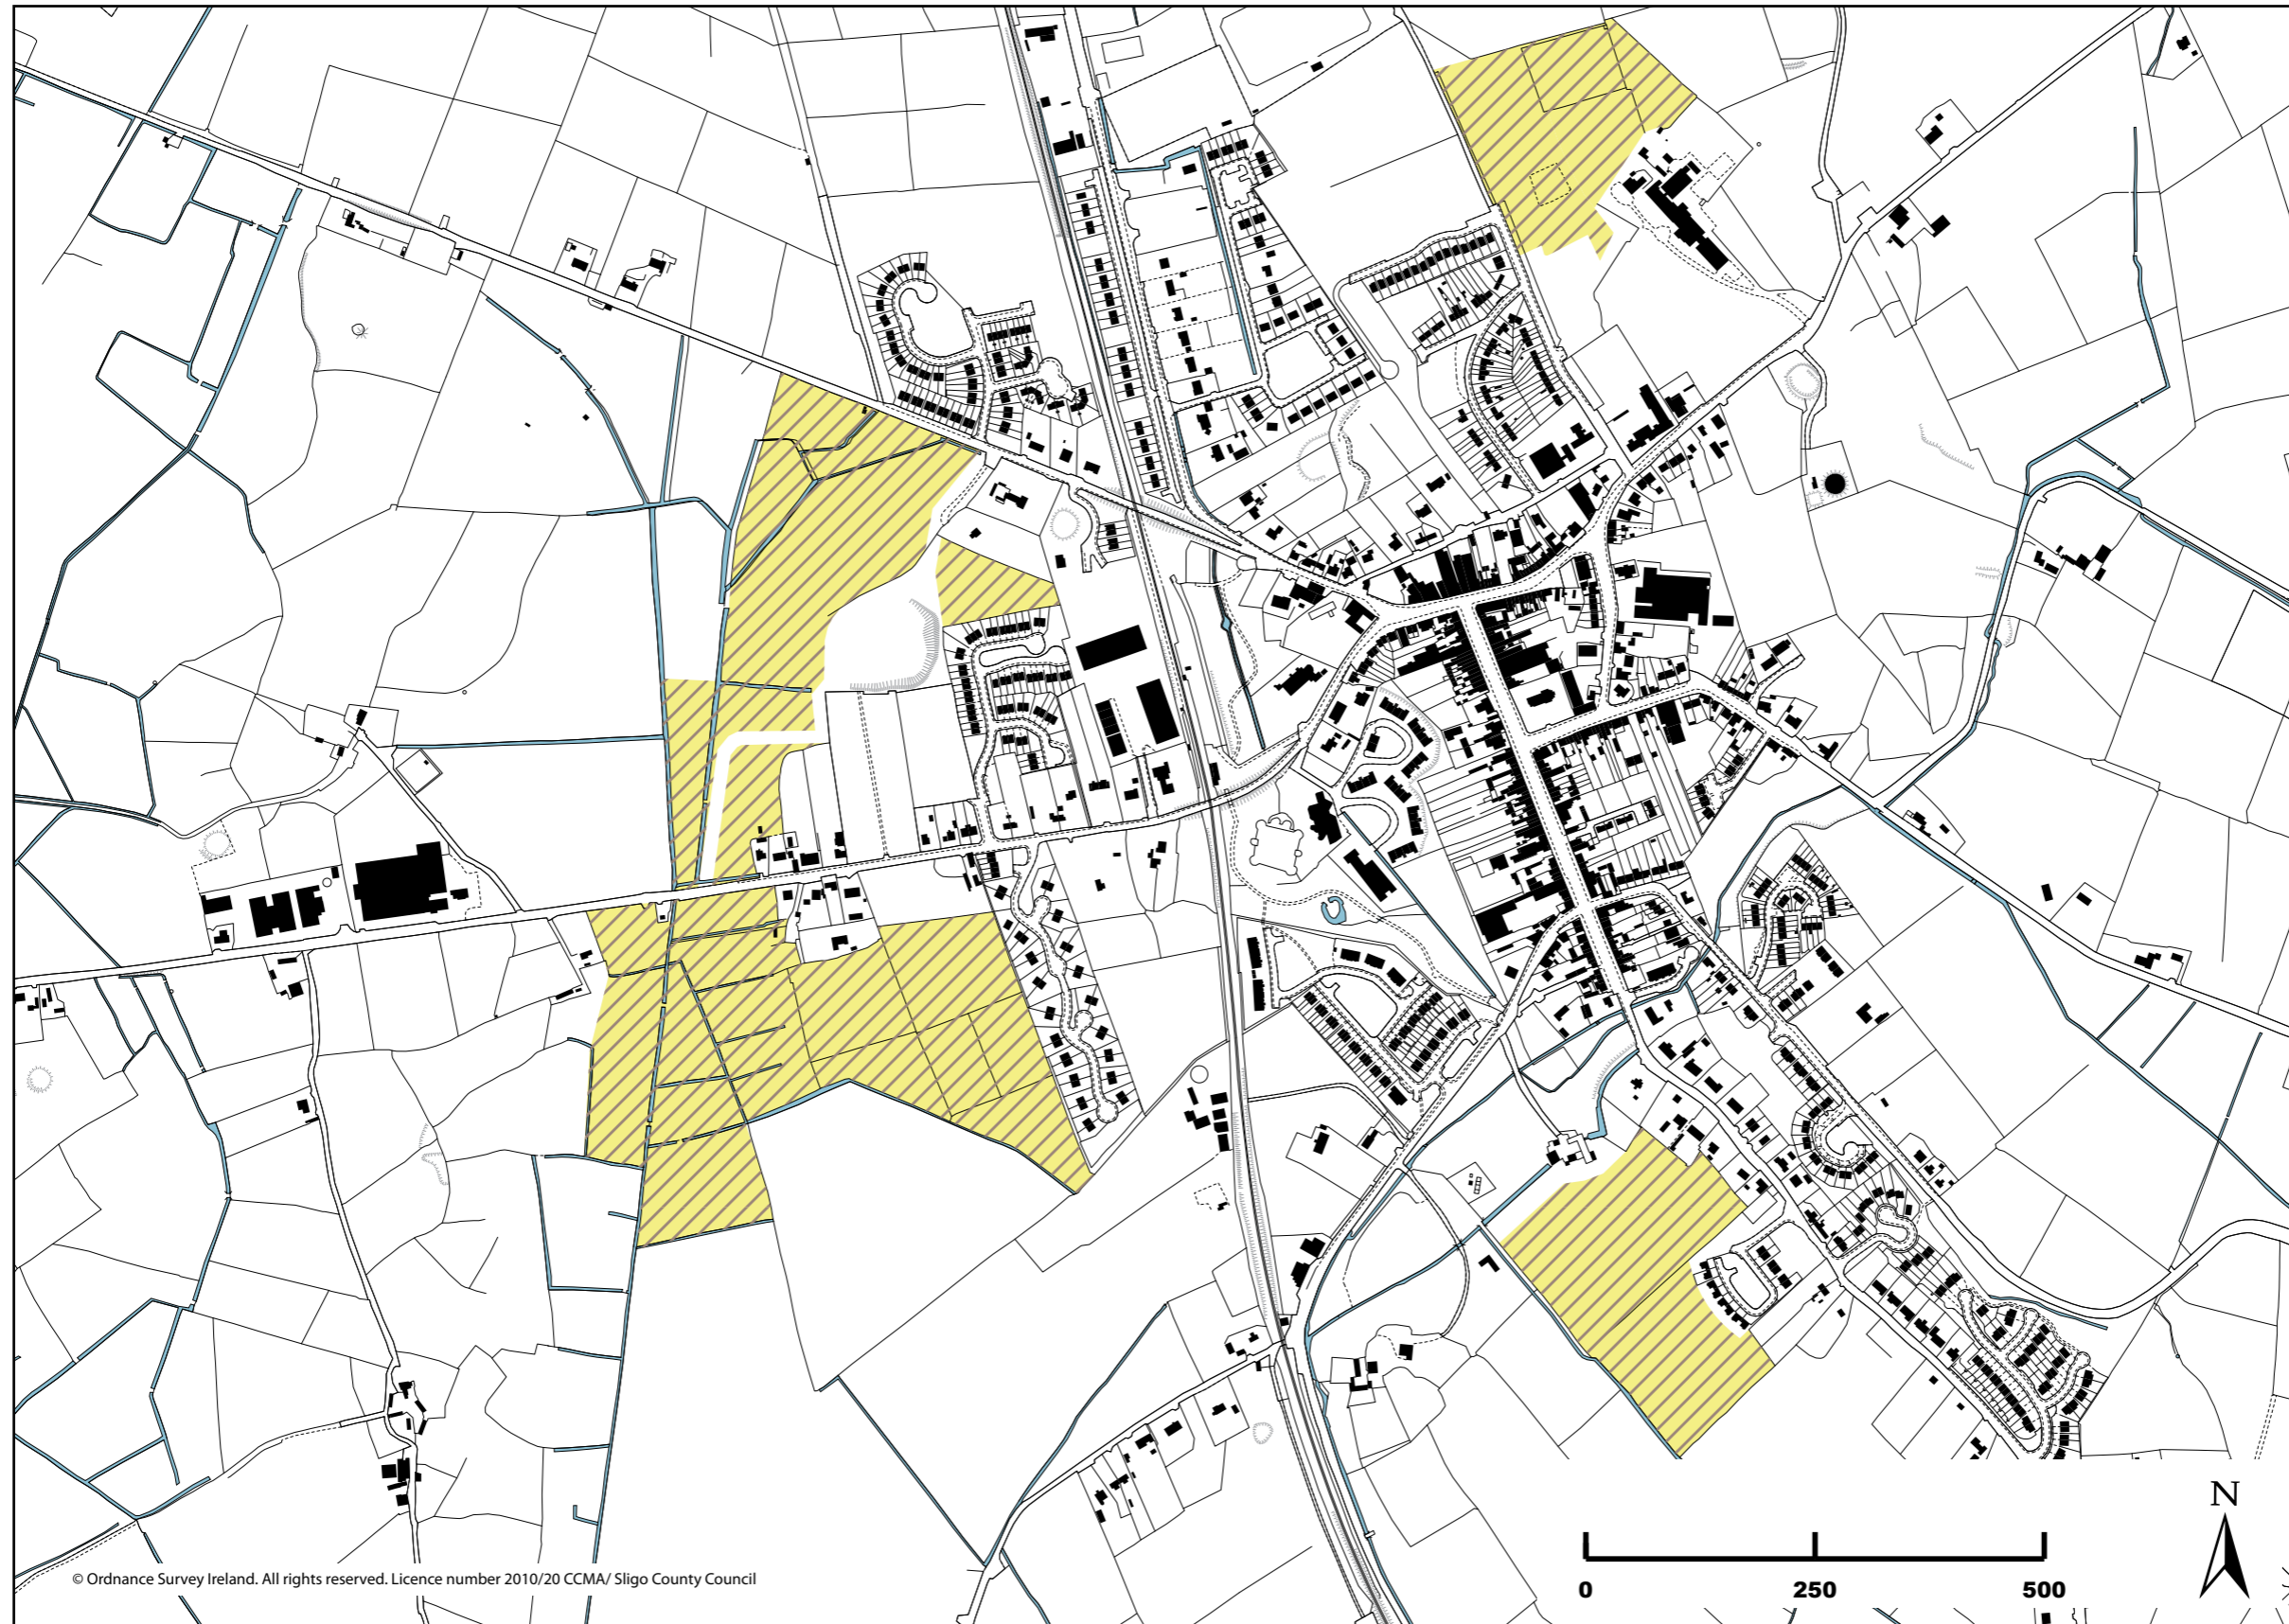 N
0 250 500
© Ordnance Survey Ireland. All rights reserved. Licence number 2010/20 CCMA/ Sligo County Council